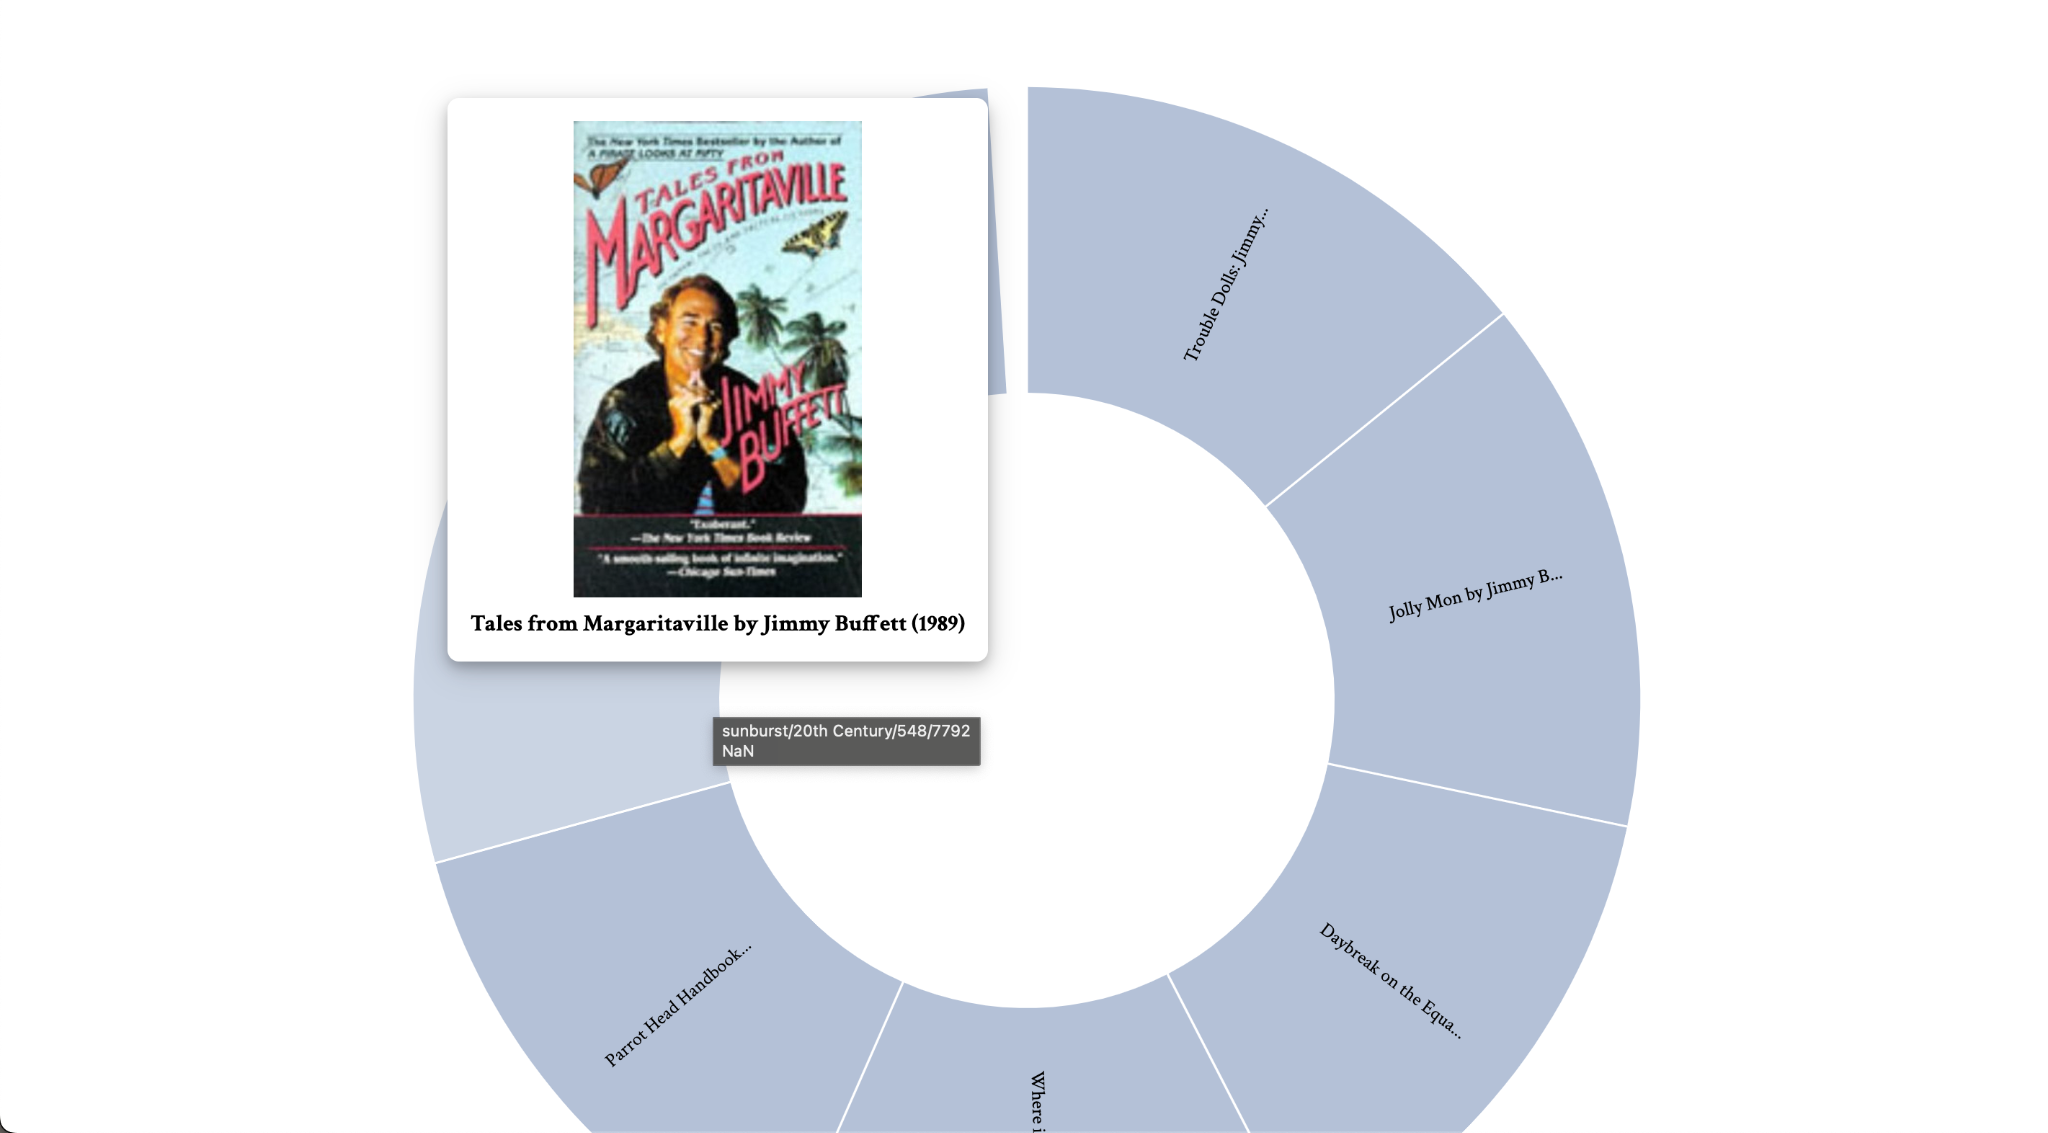 The New York Times Bestseller by the Author of
A PIRATE LOOKS AT FIFTY
TALES FROM
MARGARITAVILLE
JIMMY
BUFFETT
"Exuberant."
—The New York Times Book Review
"A smooth-sailing book of infinite imagination."
—Chicago Sun-Times
Tales from Margaritaville by Jimmy Buffett (1989)
sunburst/20th Century/548/7792
NaN
Trouble Dolls: Jimmy...
Jolly Mon by Jimmy B...
Daybreak on the Equa...
Where i
Parrot Head Handbook...